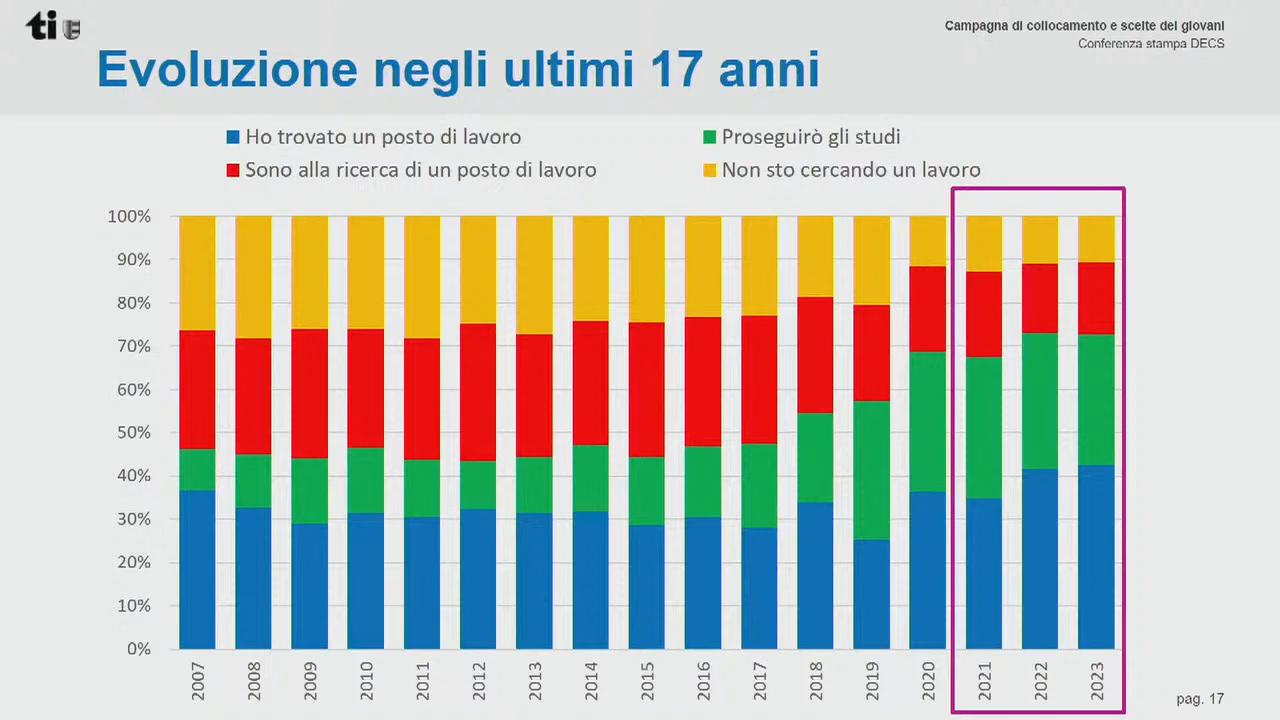 ti
Campagna di collocamento e scelte dei giovani
Conferenza stampa DECS
Evoluzione negli ultimi 17 anni
Ho trovato un posto di lavoro
Proseguirò gli studi
Sono alla ricerca di un posto di lavoro
Non sto cercando un lavoro
100%
90%
80%
70%
60%
50%
40%
30%
20%
10%
0%
2007 2008 2009 2010 2011 2012 2013 2014 2015 2016 2017 2018 2019 2020 2021 2022 2023
pag. 17